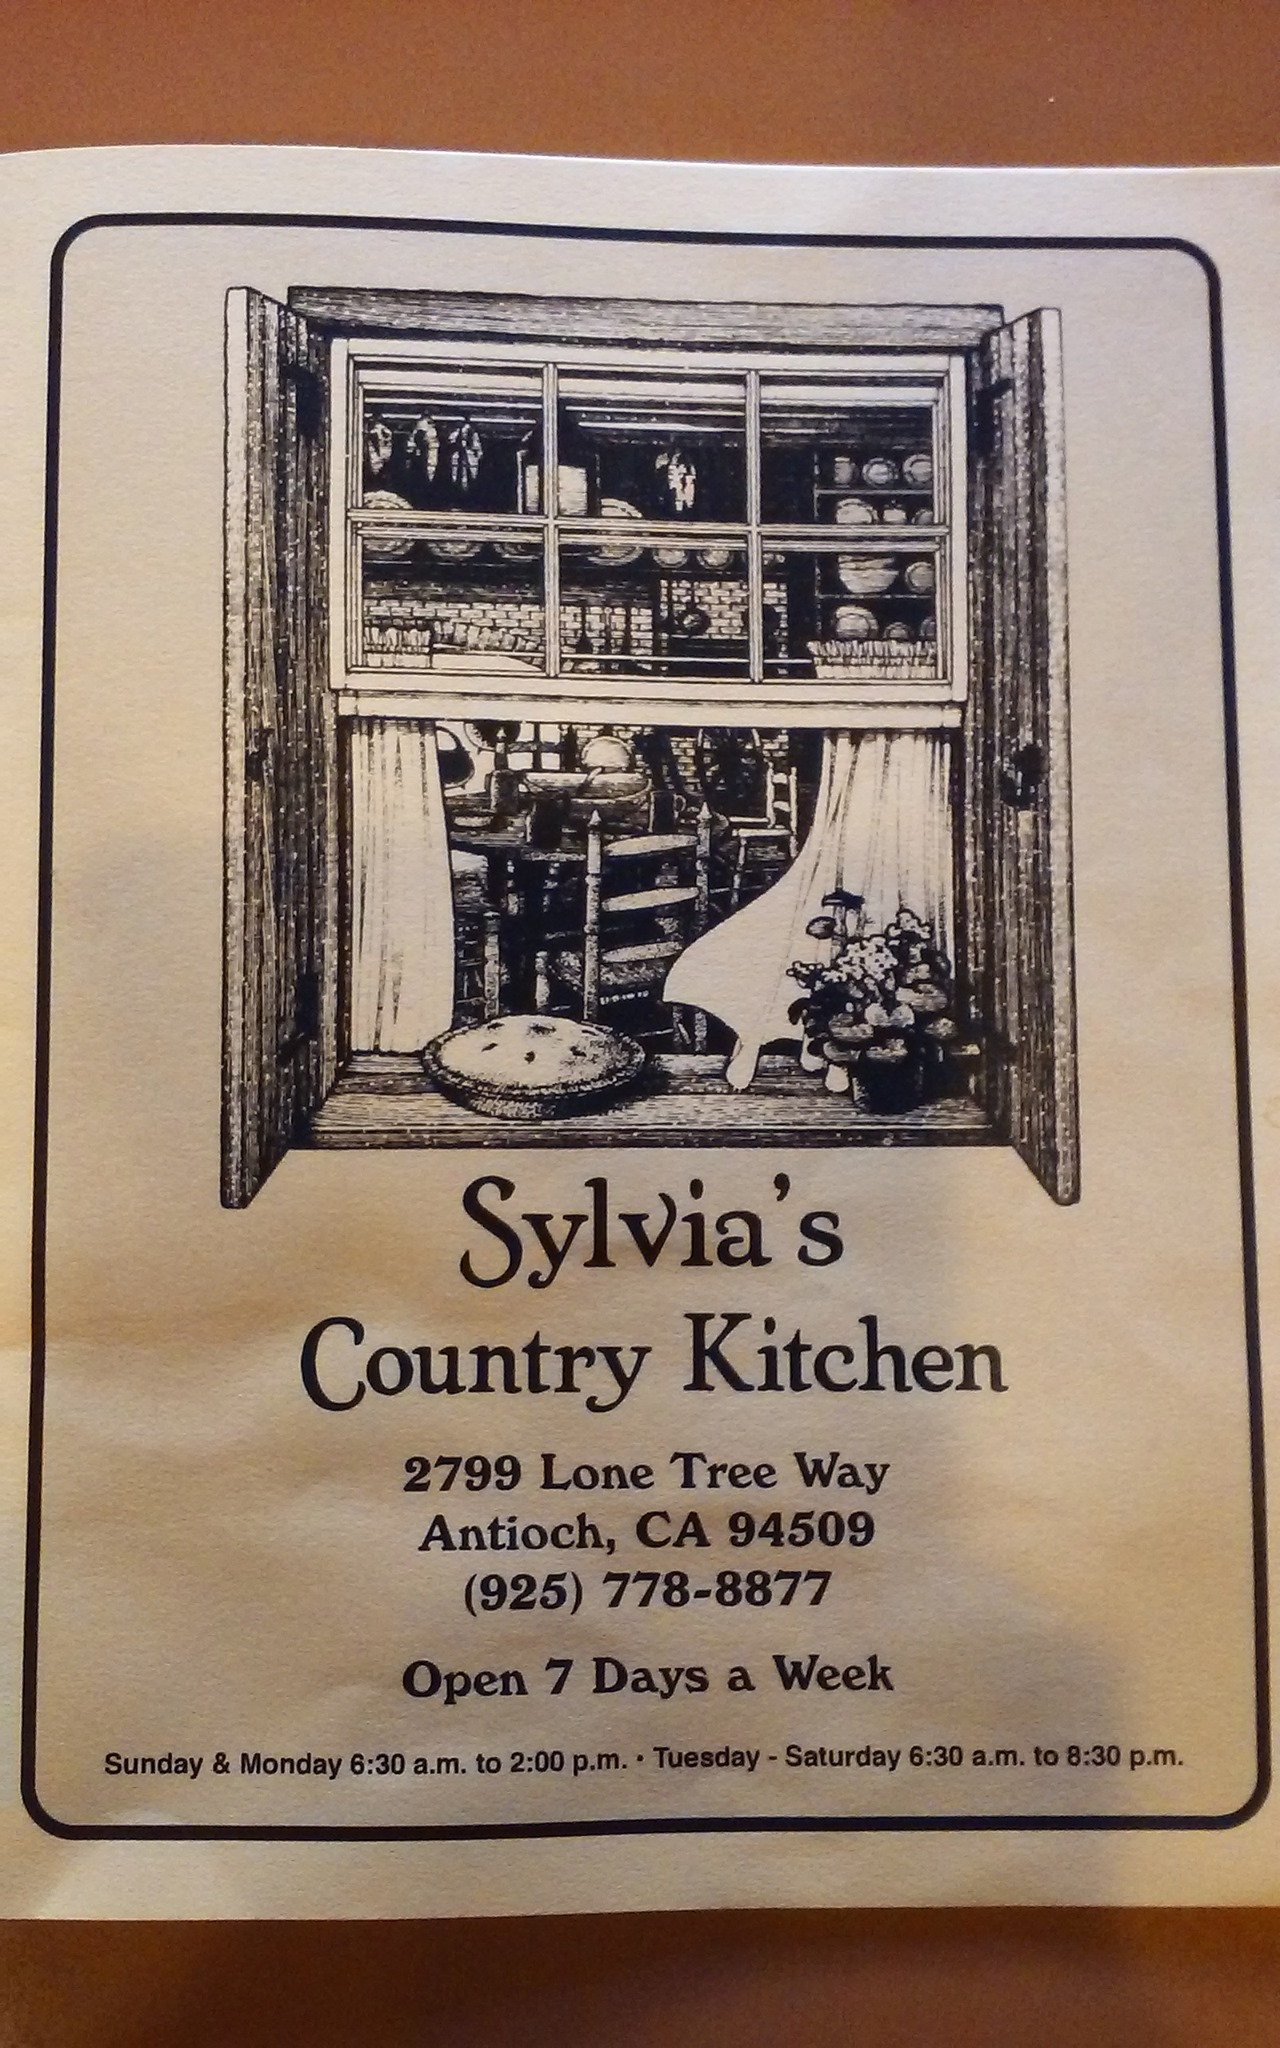 Sylvia's
Country Kitchen
2799 Lone Tree Way
Antioch, CA 94509
(925) 778-8877
Open 7 Days a Week
Sunday & Monday 6:30 a.m. to 2:00 p.m. • Tuesday - Saturday 6:30 a.m. to 8:30 p.m.